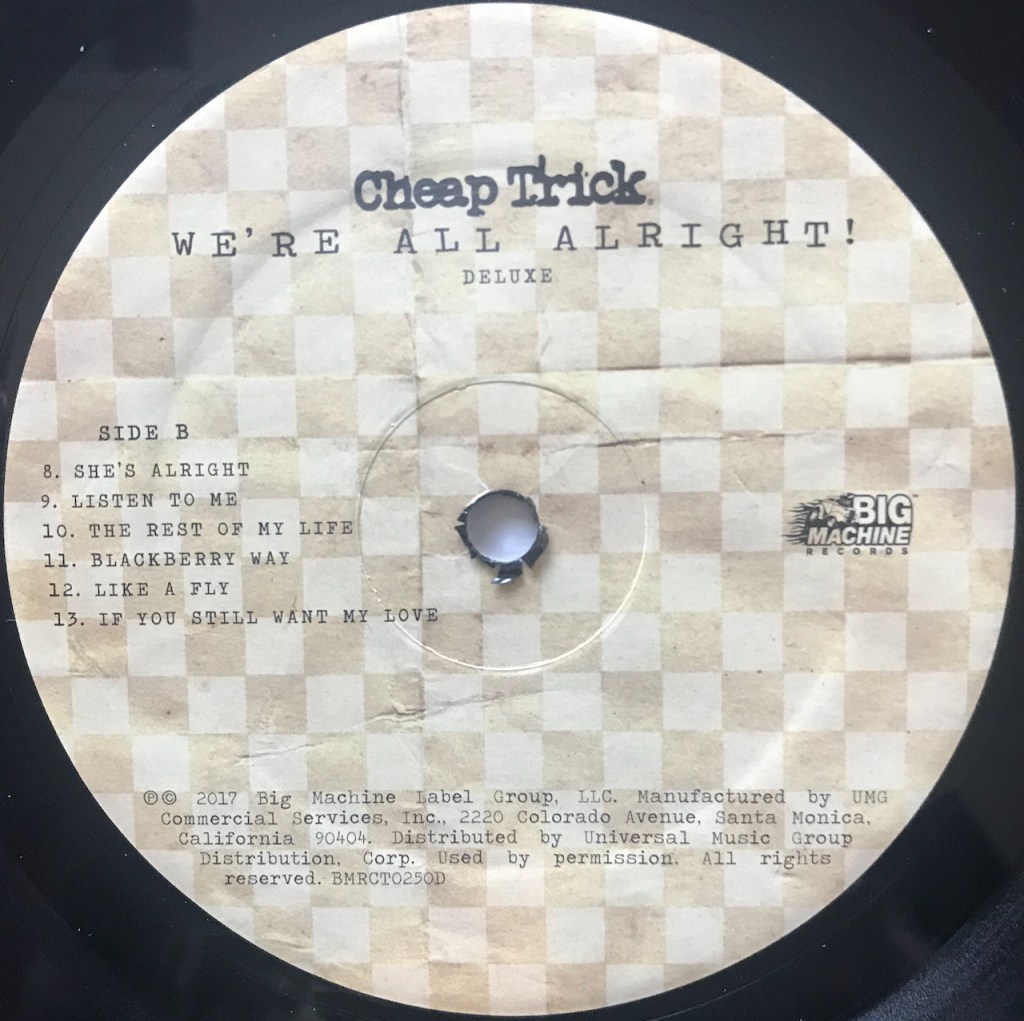 Cheap Trick
WE'RE ALL ALRIGHT!
DELUXE
SIDE B
8. SHE'S ALRIGHT
9. LISTEN TO ME
10. THE REST OF MY LIFE
11. BLACKBERRY WAY
12. LIKE A FLY
13. IF YOU STILL WANT MY LOVE
BIG
MACHINE
RECORDS
℗© 2017 Big Machine Label Group, LLC. Manufactured by UMG
Commercial Services, Inc., 2220 Colorado Avenue, Santa Monica,
California 90404. Distributed by Universal Music Group
Distribution, Corp. Used by permission. All rights
reserved. BMRCT0250D